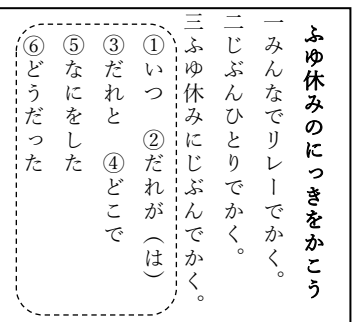 ふゆ休みのにっきをかこう
一みんなでリレーでかく。
二じぶんひとりでかく。
三ふゆ休みにじぶんでかく。
①いつ　②だれが（は）
③だれと　④どこで
⑤なにをした
⑥どうだった